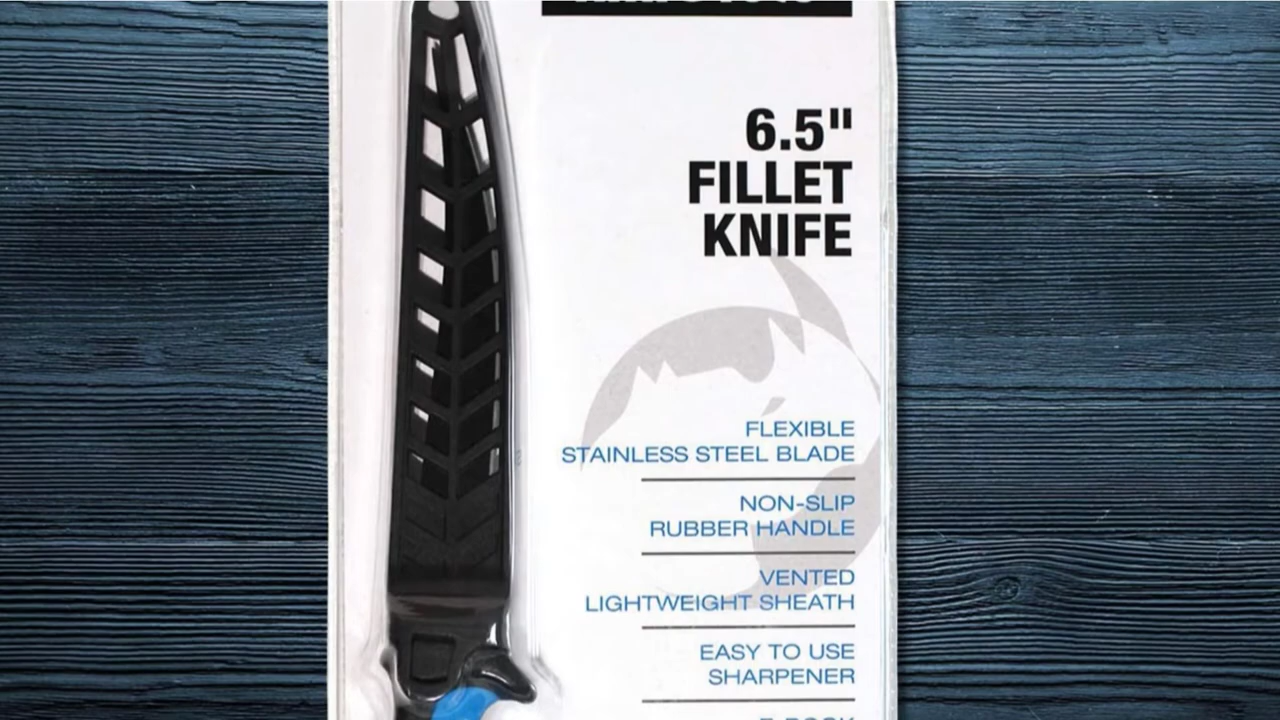 6.5"
FILLET
KNIFE
FLEXIBLE
STAINLESS STEEL BLADE
NON-SLIP
RUBBER HANDLE
VENTED
LIGHTWEIGHT SHEATH
EASY TO USE
SHARPENER